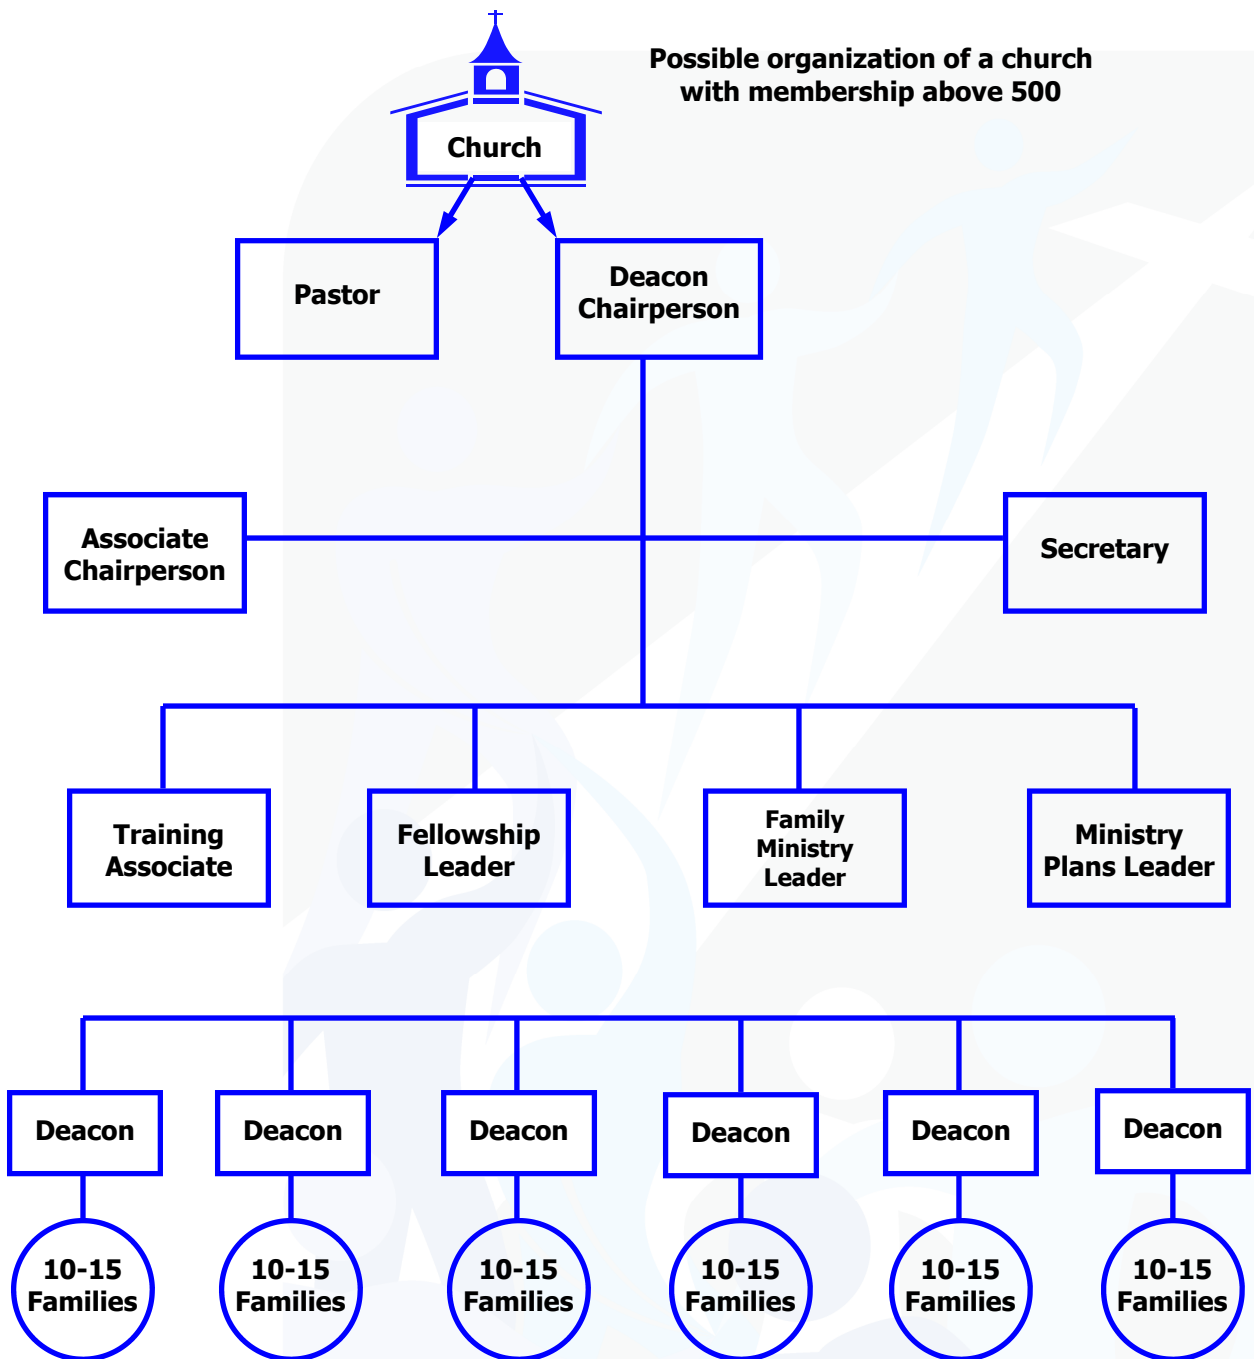 Possible organization of a church
with membership above 500
Church
Pastor
Deacon
Chairperson
Associate
Chairperson
Secretary
Training
Associate
Fellowship
Leader
Family
Ministry
Leader
Ministry
Plans Leader
Deacon
Deacon
Deacon
Deacon
Deacon
Deacon
10-15
Families
10-15
Families
10-15
Families
10-15
Families
10-15
Families
10-15
Families